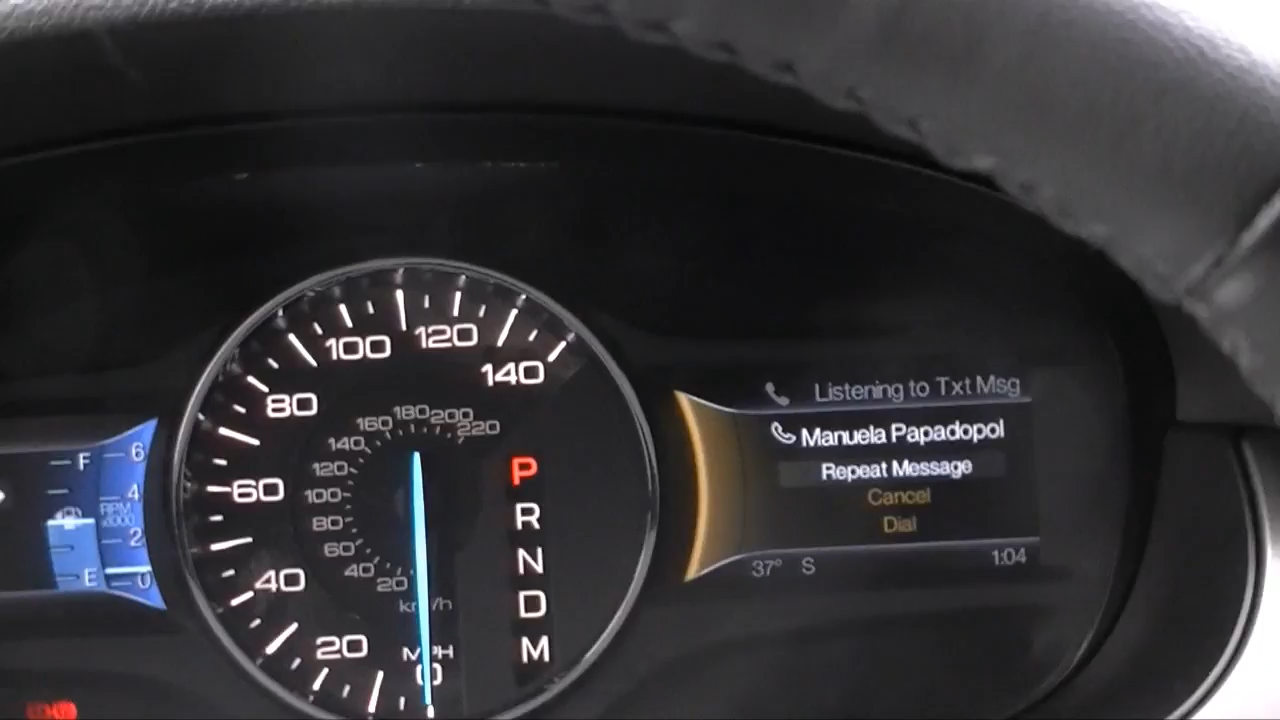 F
6
4
RPM
x1000
2
E
0
20
40
60
80
100
120
140
20
40
60
80
100
120
140
160
180
200
220
km/h
MPH
0
P
R
N
D
M
Listening to Txt Msg
Manuela Papadopol
Repeat Message
Cancel
Dial
37° S
1:04